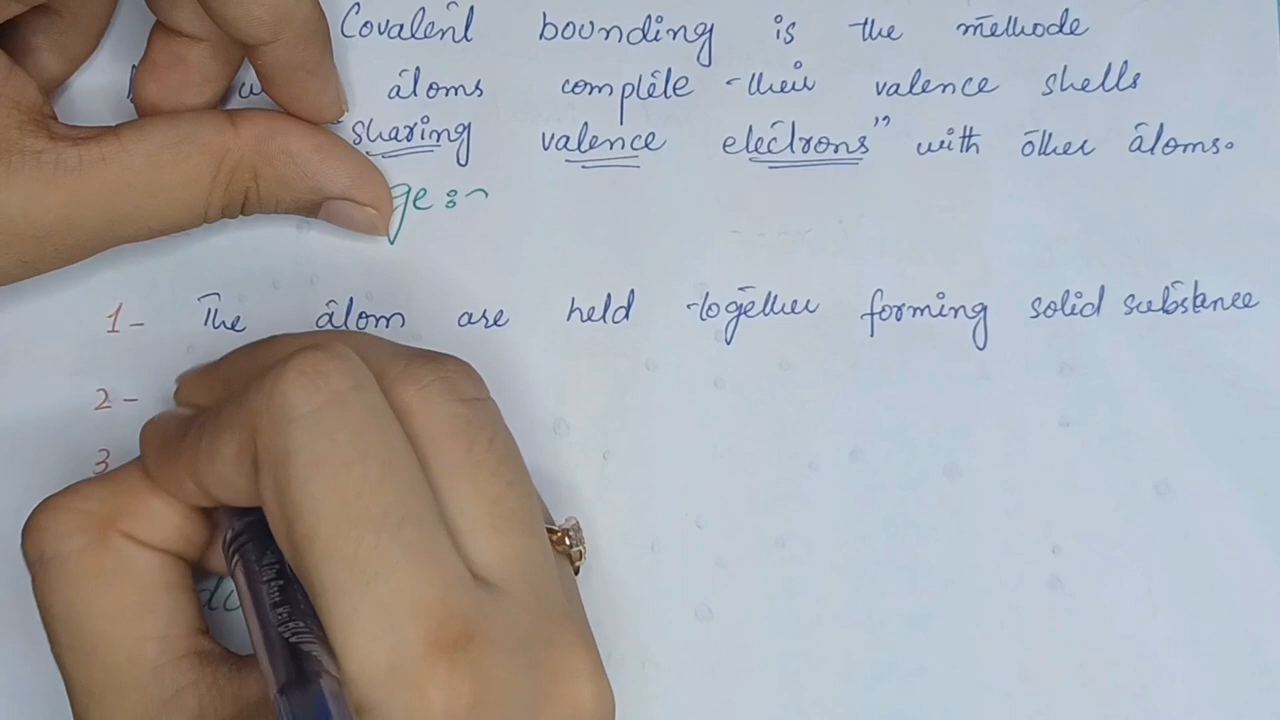 Covalent bounding is the methode
atoms complete their valence shells
sharing valence electrons" with other atoms.
ge :~
1- The atom are held together forming solid substance
2-
3